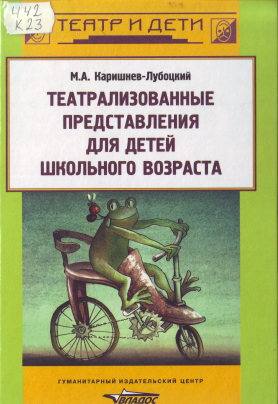 442
К23
ТЕАТР И ДЕТИ
М.А. Каришнев-Лубоцкий
ТЕАТРАЛИЗОВАННЫЕ
ПРЕДСТАВЛЕНИЯ
ДЛЯ ДЕТЕЙ
ШКОЛЬНОГО ВОЗРАСТА
ГУМАНИТАРНЫЙ ИЗДАТЕЛЬСКИЙ ЦЕНТР
ВЛАДОС